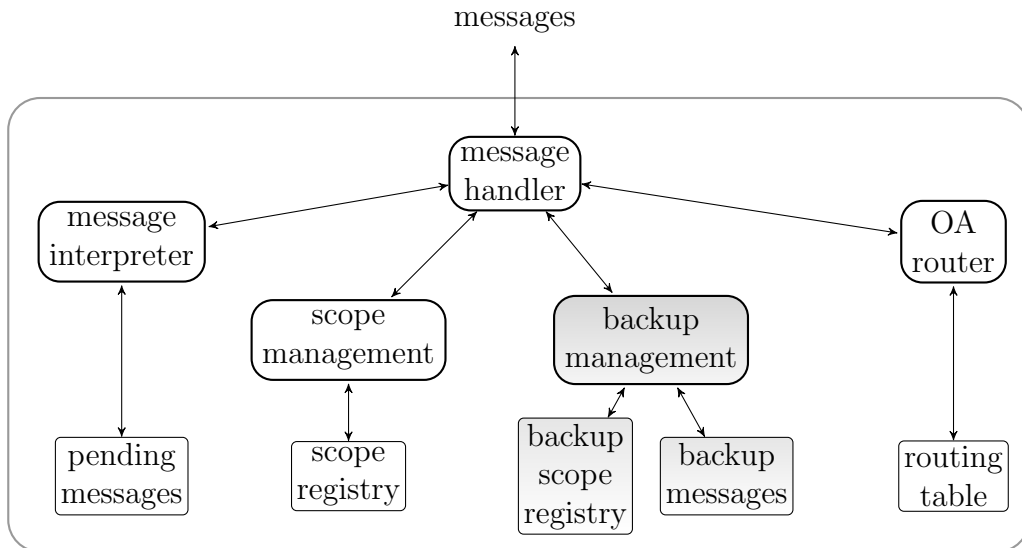 messages
message
handler
message
interpreter
OA
router
scope
management
backup
management
pending
messages
scope
registry
backup
scope
registry
backup
messages
routing
table